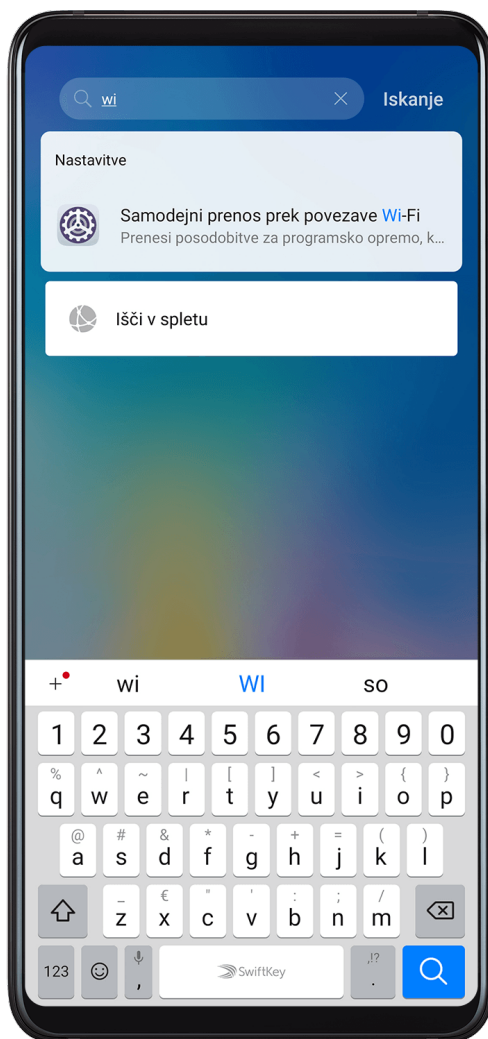 wi
Iskanje
Nastavitve
Samodejni prenos prek povezave Wi-Fi
Prenesi posodobitve za programsko opremo, k...
Išči v spletu
+ wi WI so
1 2 3 4 5 6 7 8 9 0
% ^ ~ | [ ] < > { }
q w e r t y u i o p
@ # & * - + = ( )
a s d f g h j k l
_ € " ' : ; /
z x c v b n m
123 , SwiftKey ,!? .